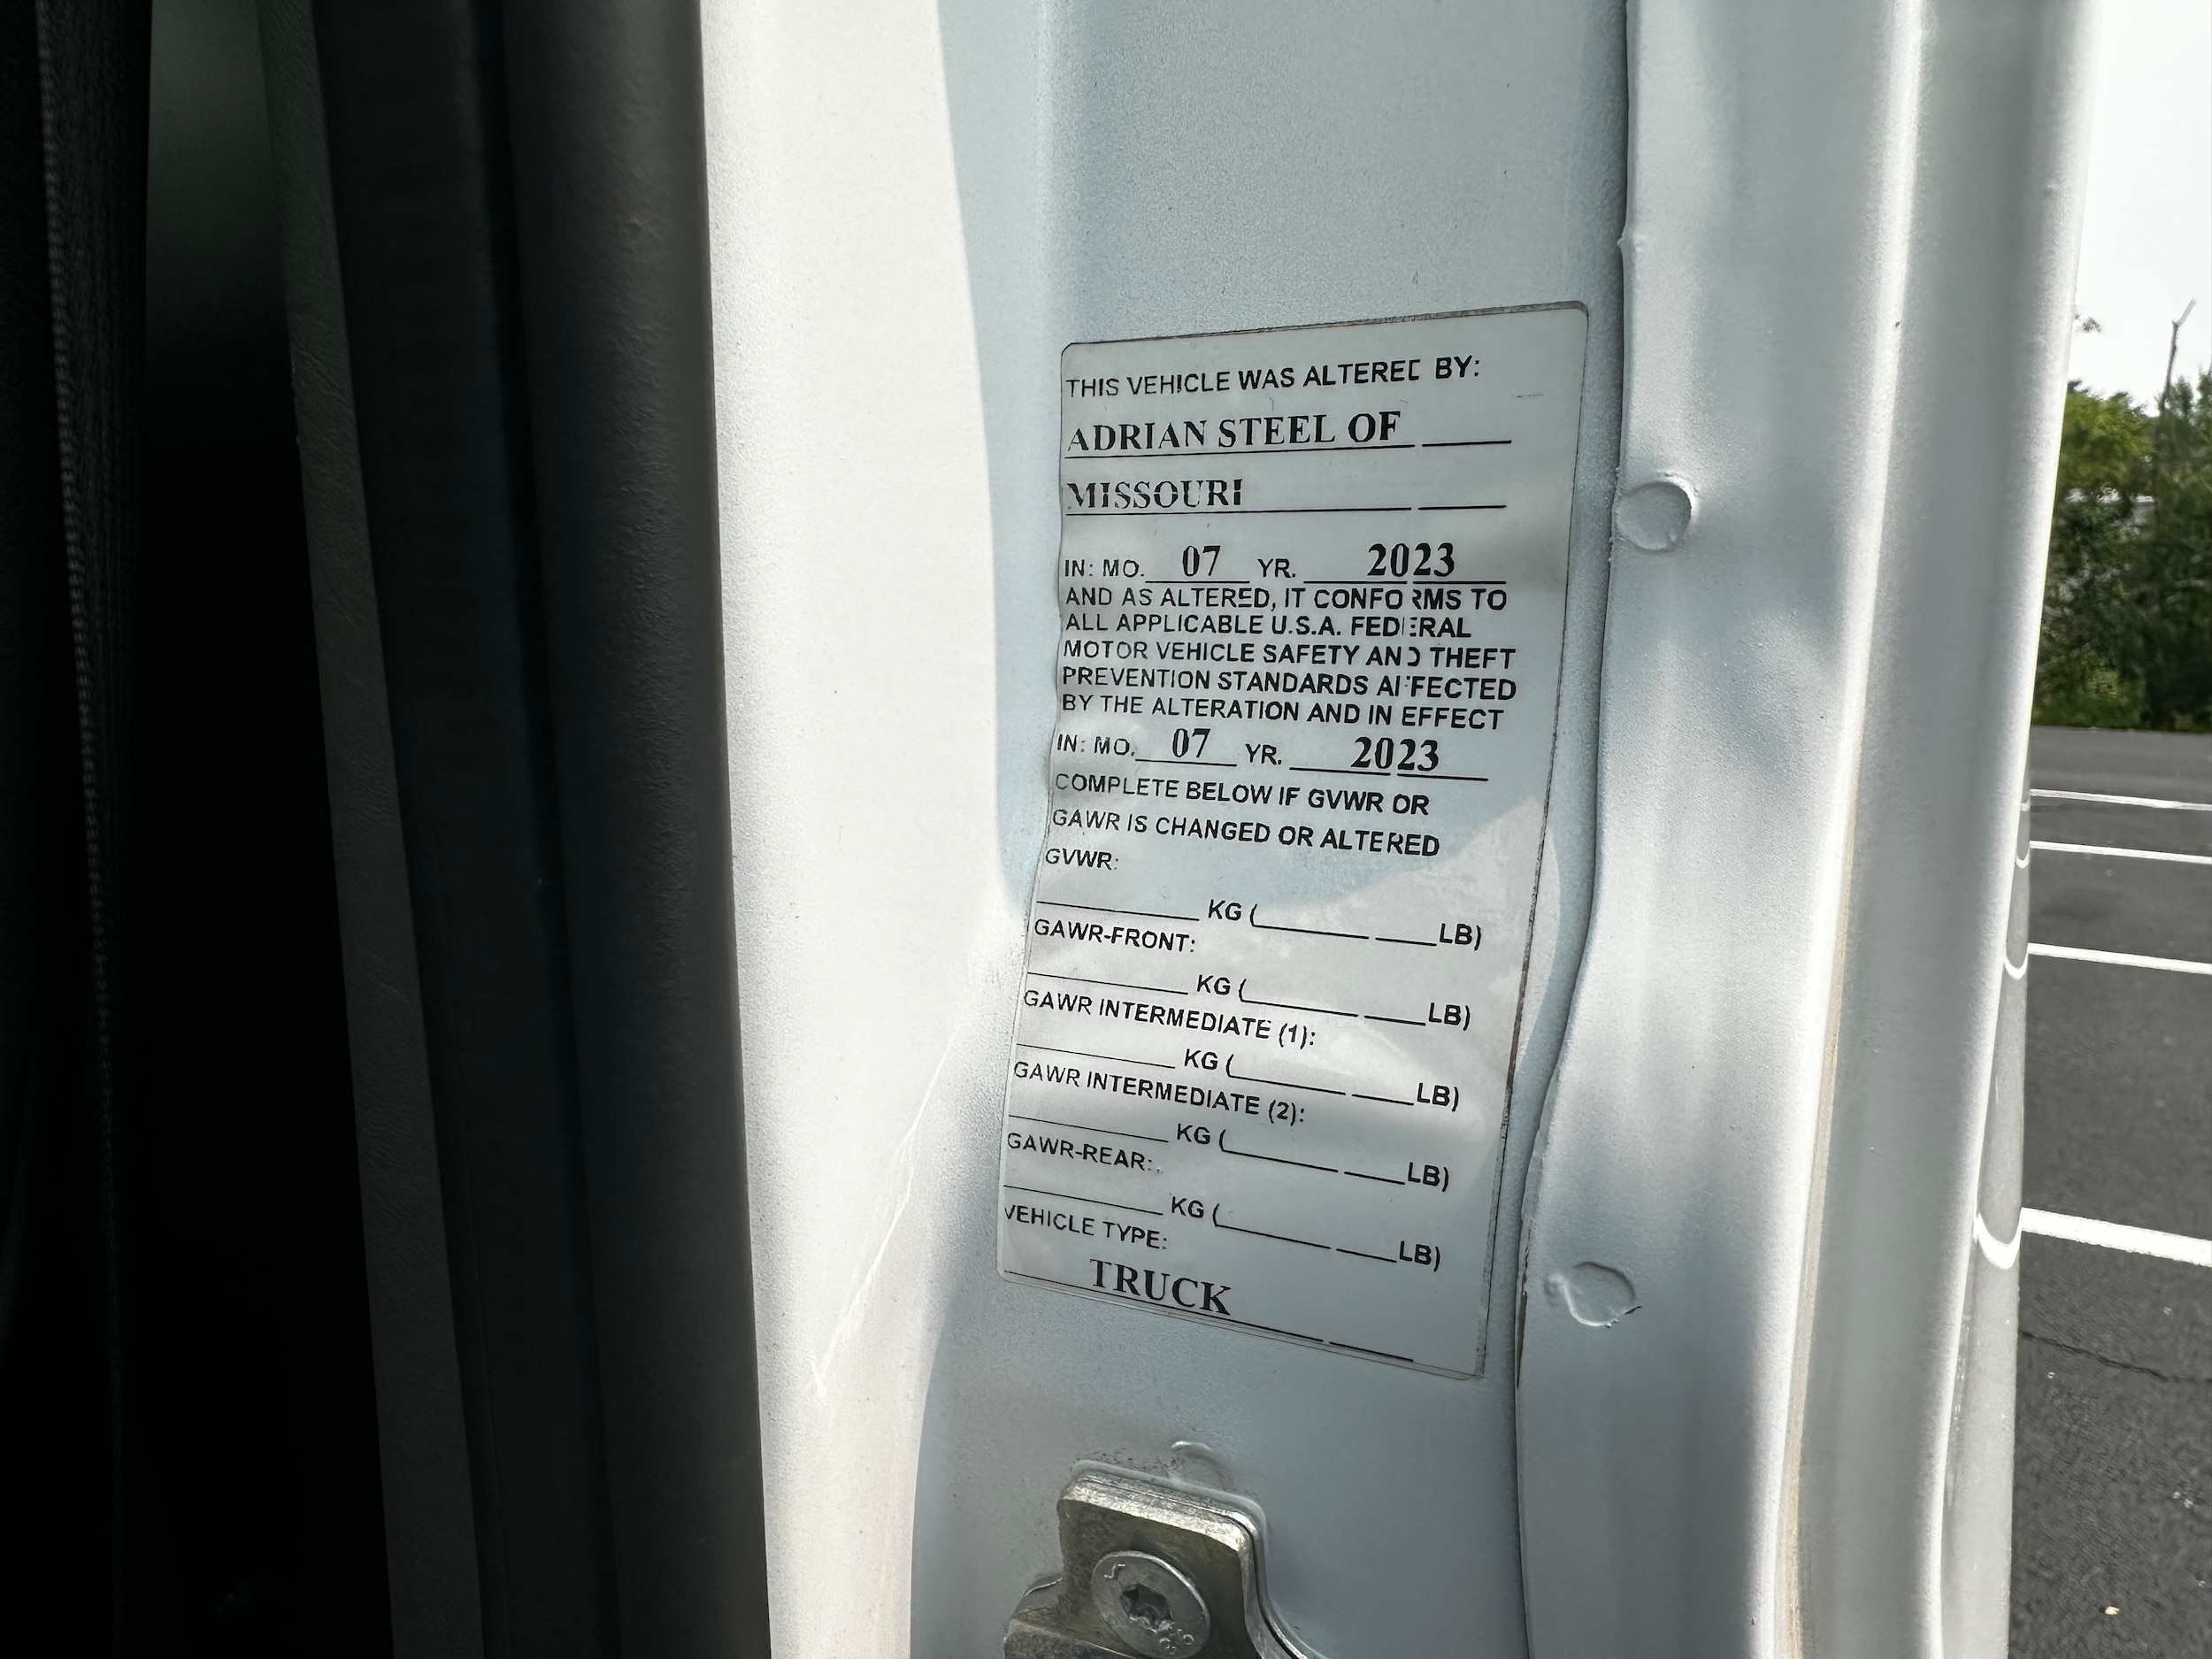 THIS VEHICLE WAS ALTERED BY:
ADRIAN STEEL OF
MISSOURI
IN: MO. 07 YR. 2023
AND AS ALTERED, IT CONFORMS TO
ALL APPLICABLE U.S.A. FEDERAL
MOTOR VEHICLE SAFETY AND THEFT
PREVENTION STANDARDS AFFECTED
BY THE ALTERATION AND IN EFFECT
IN: MO. 07 YR. 2023
COMPLETE BELOW IF GVWR OR
GAWR IS CHANGED OR ALTERED
GVWR:
KG ( LB)
GAWR-FRONT:
KG ( LB)
GAWR INTERMEDIATE (1):
KG ( LB)
GAWR INTERMEDIATE (2):
KG ( LB)
GAWR-REAR:
KG ( LB)
VEHICLE TYPE:
TRUCK